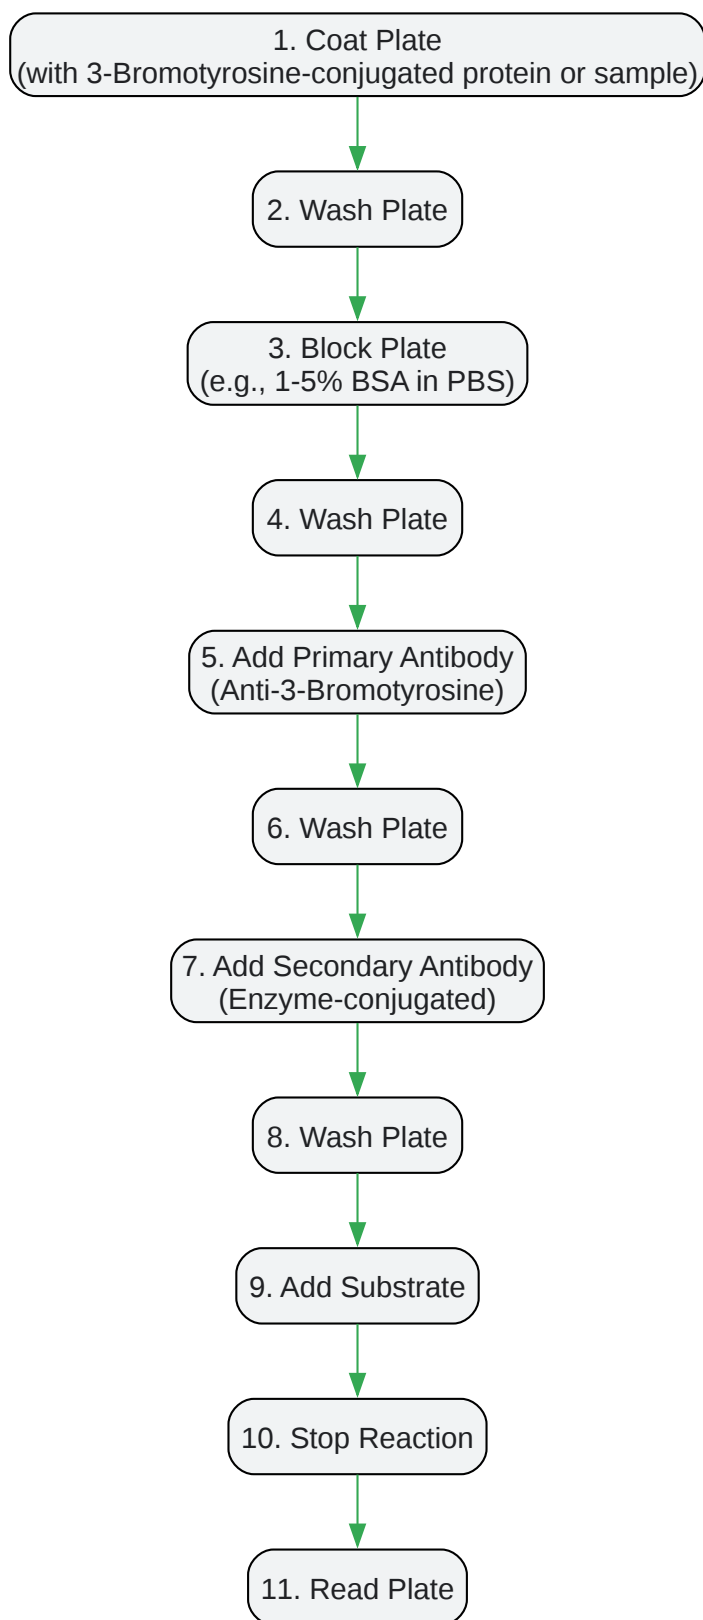 1. Coat Plate
(with 3-Bromotyrosine-conjugated protein or sample)
2. Wash Plate
3. Block Plate
(e.g., 1-5% BSA in PBS)
4. Wash Plate
5. Add Primary Antibody
(Anti-3-Bromotyrosine)
6. Wash Plate
7. Add Secondary Antibody
(Enzyme-conjugated)
8. Wash Plate
9. Add Substrate
10. Stop Reaction
11. Read Plate